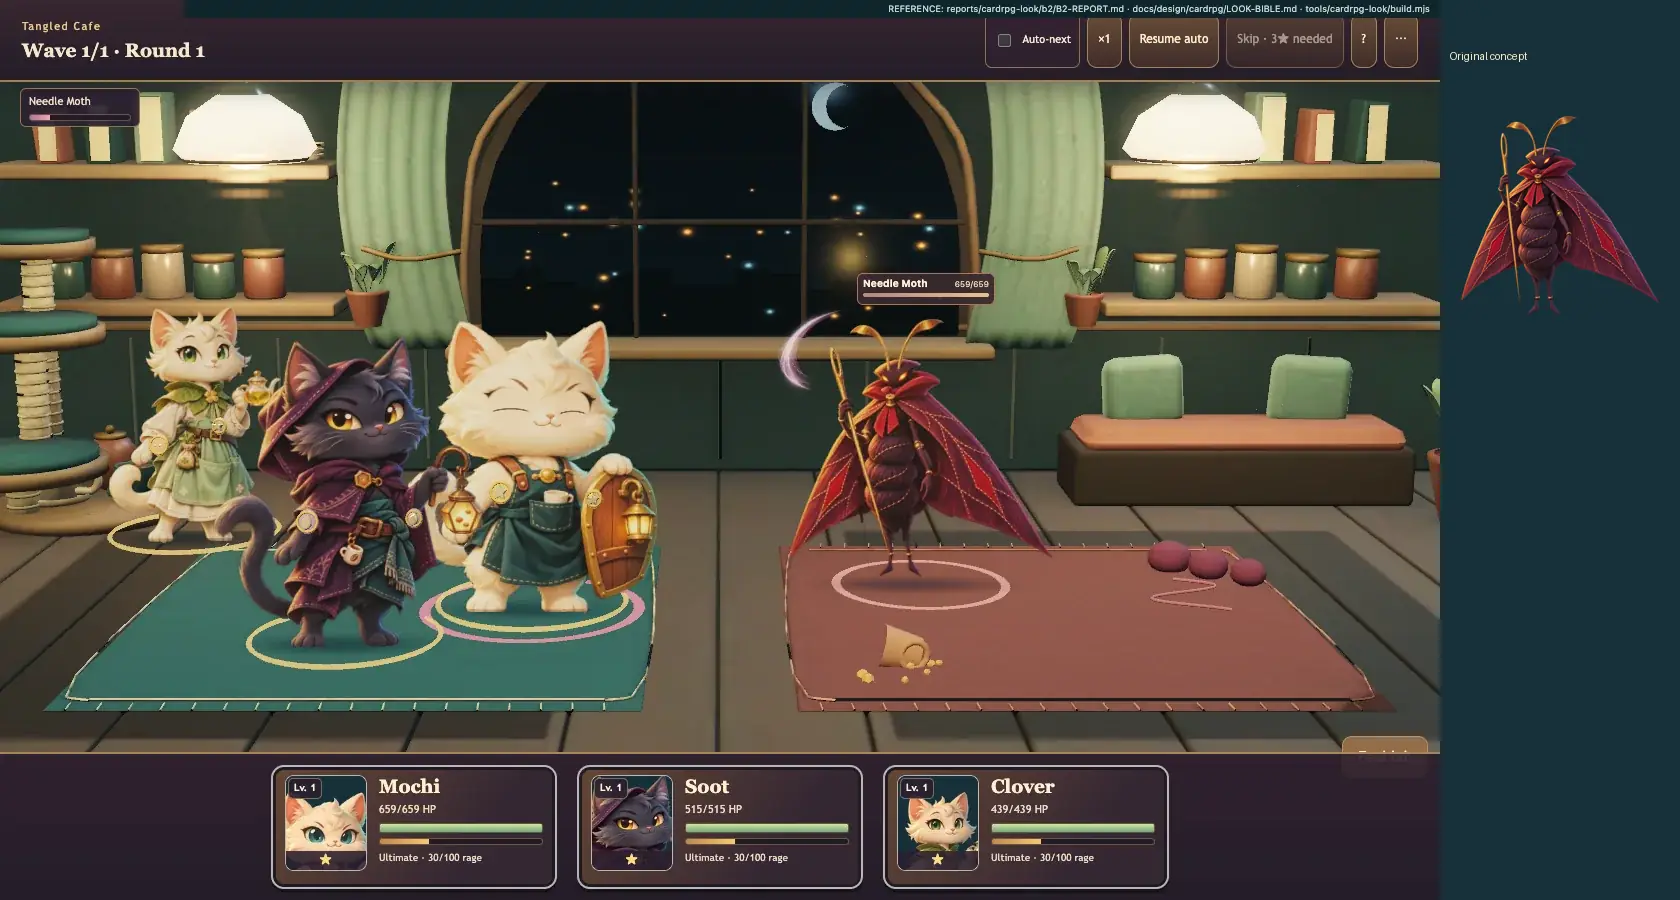 REFERENCE: reports/cardrpg-look/b2/B2-REPORT.md · docs/design/cardrpg/LOOK-BIBLE.md · tools/cardrpg-look/build.mjs
Tangled Cafe
Wave 1/1 · Round 1
Auto-next
×1
Resume auto
Skip · 3★ needed
?
...
Original concept
Needle Moth
Needle Moth 659/659
Lv. 1
Mochi
659/659 HP
Ultimate · 30/100 rage
Lv. 1
Soot
515/515 HP
Ultimate · 30/100 rage
Lv. 1
Clover
439/439 HP
Ultimate · 30/100 rage